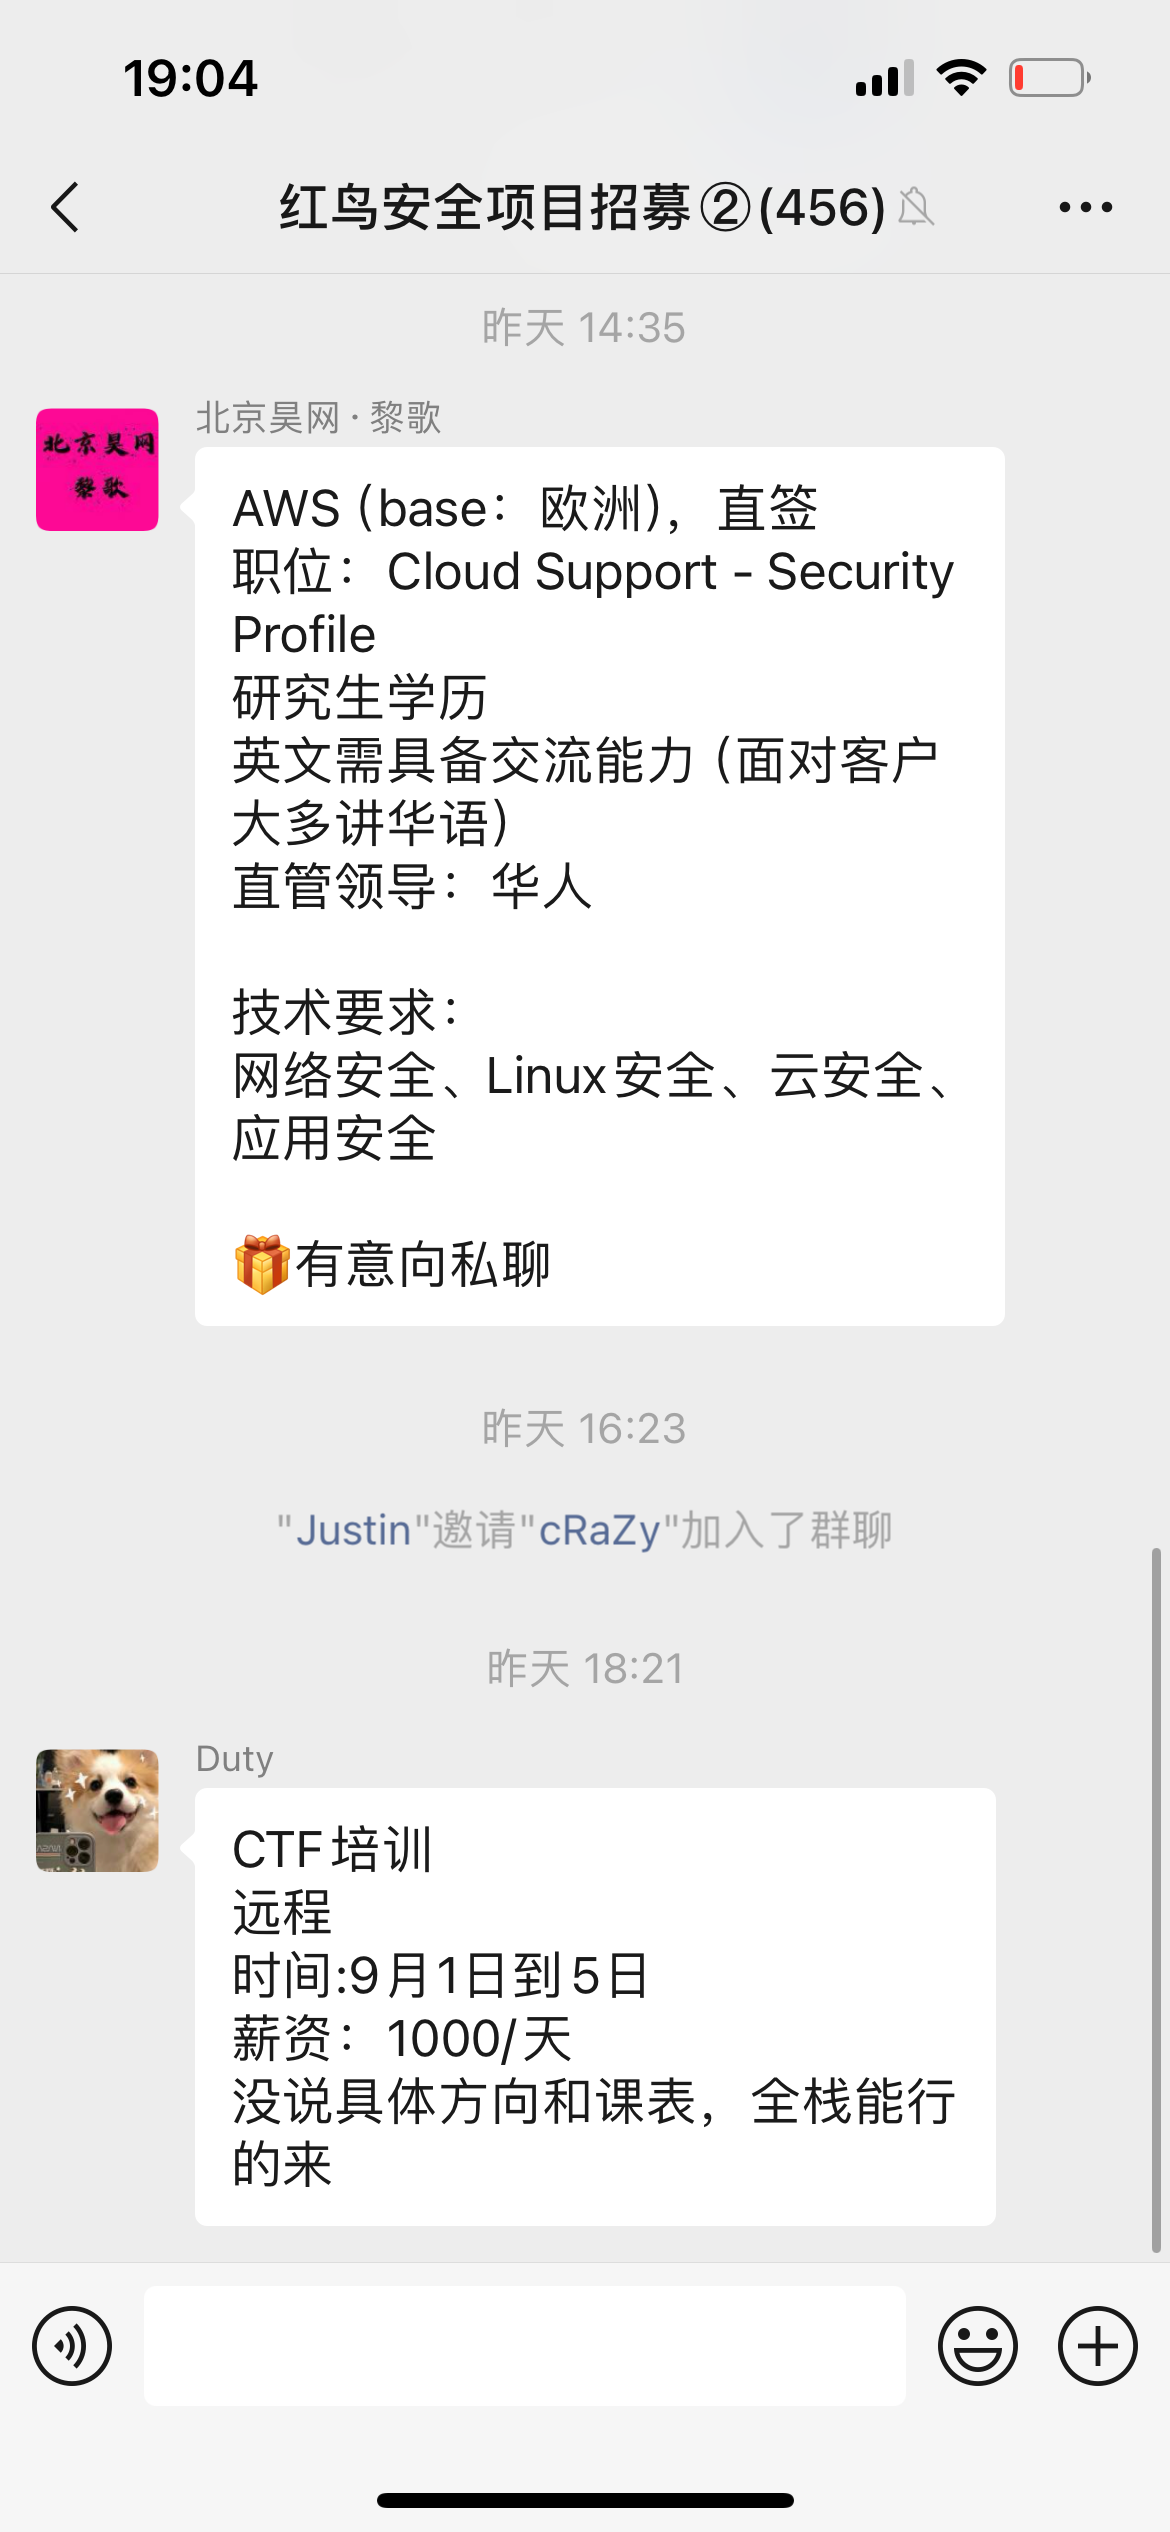 19:04
红鸟安全项目招募②(456)
昨天 14:35
北京昊网
黎歌
北京昊网 · 黎歌
AWS（base：欧洲），直签
职位：Cloud Support - Security
Profile
研究生学历
英文需具备交流能力（面对客户
大多讲华语）
直管领导：华人
技术要求：
网络安全、Linux安全、云安全、
应用安全
🎁有意向私聊
昨天 16:23
"Justin"邀请"cRaZy"加入了群聊
昨天 18:21
Duty
CTF培训
远程
时间:9月1日到5日
薪资：1000/天
没说具体方向和课表，全栈能行
的来